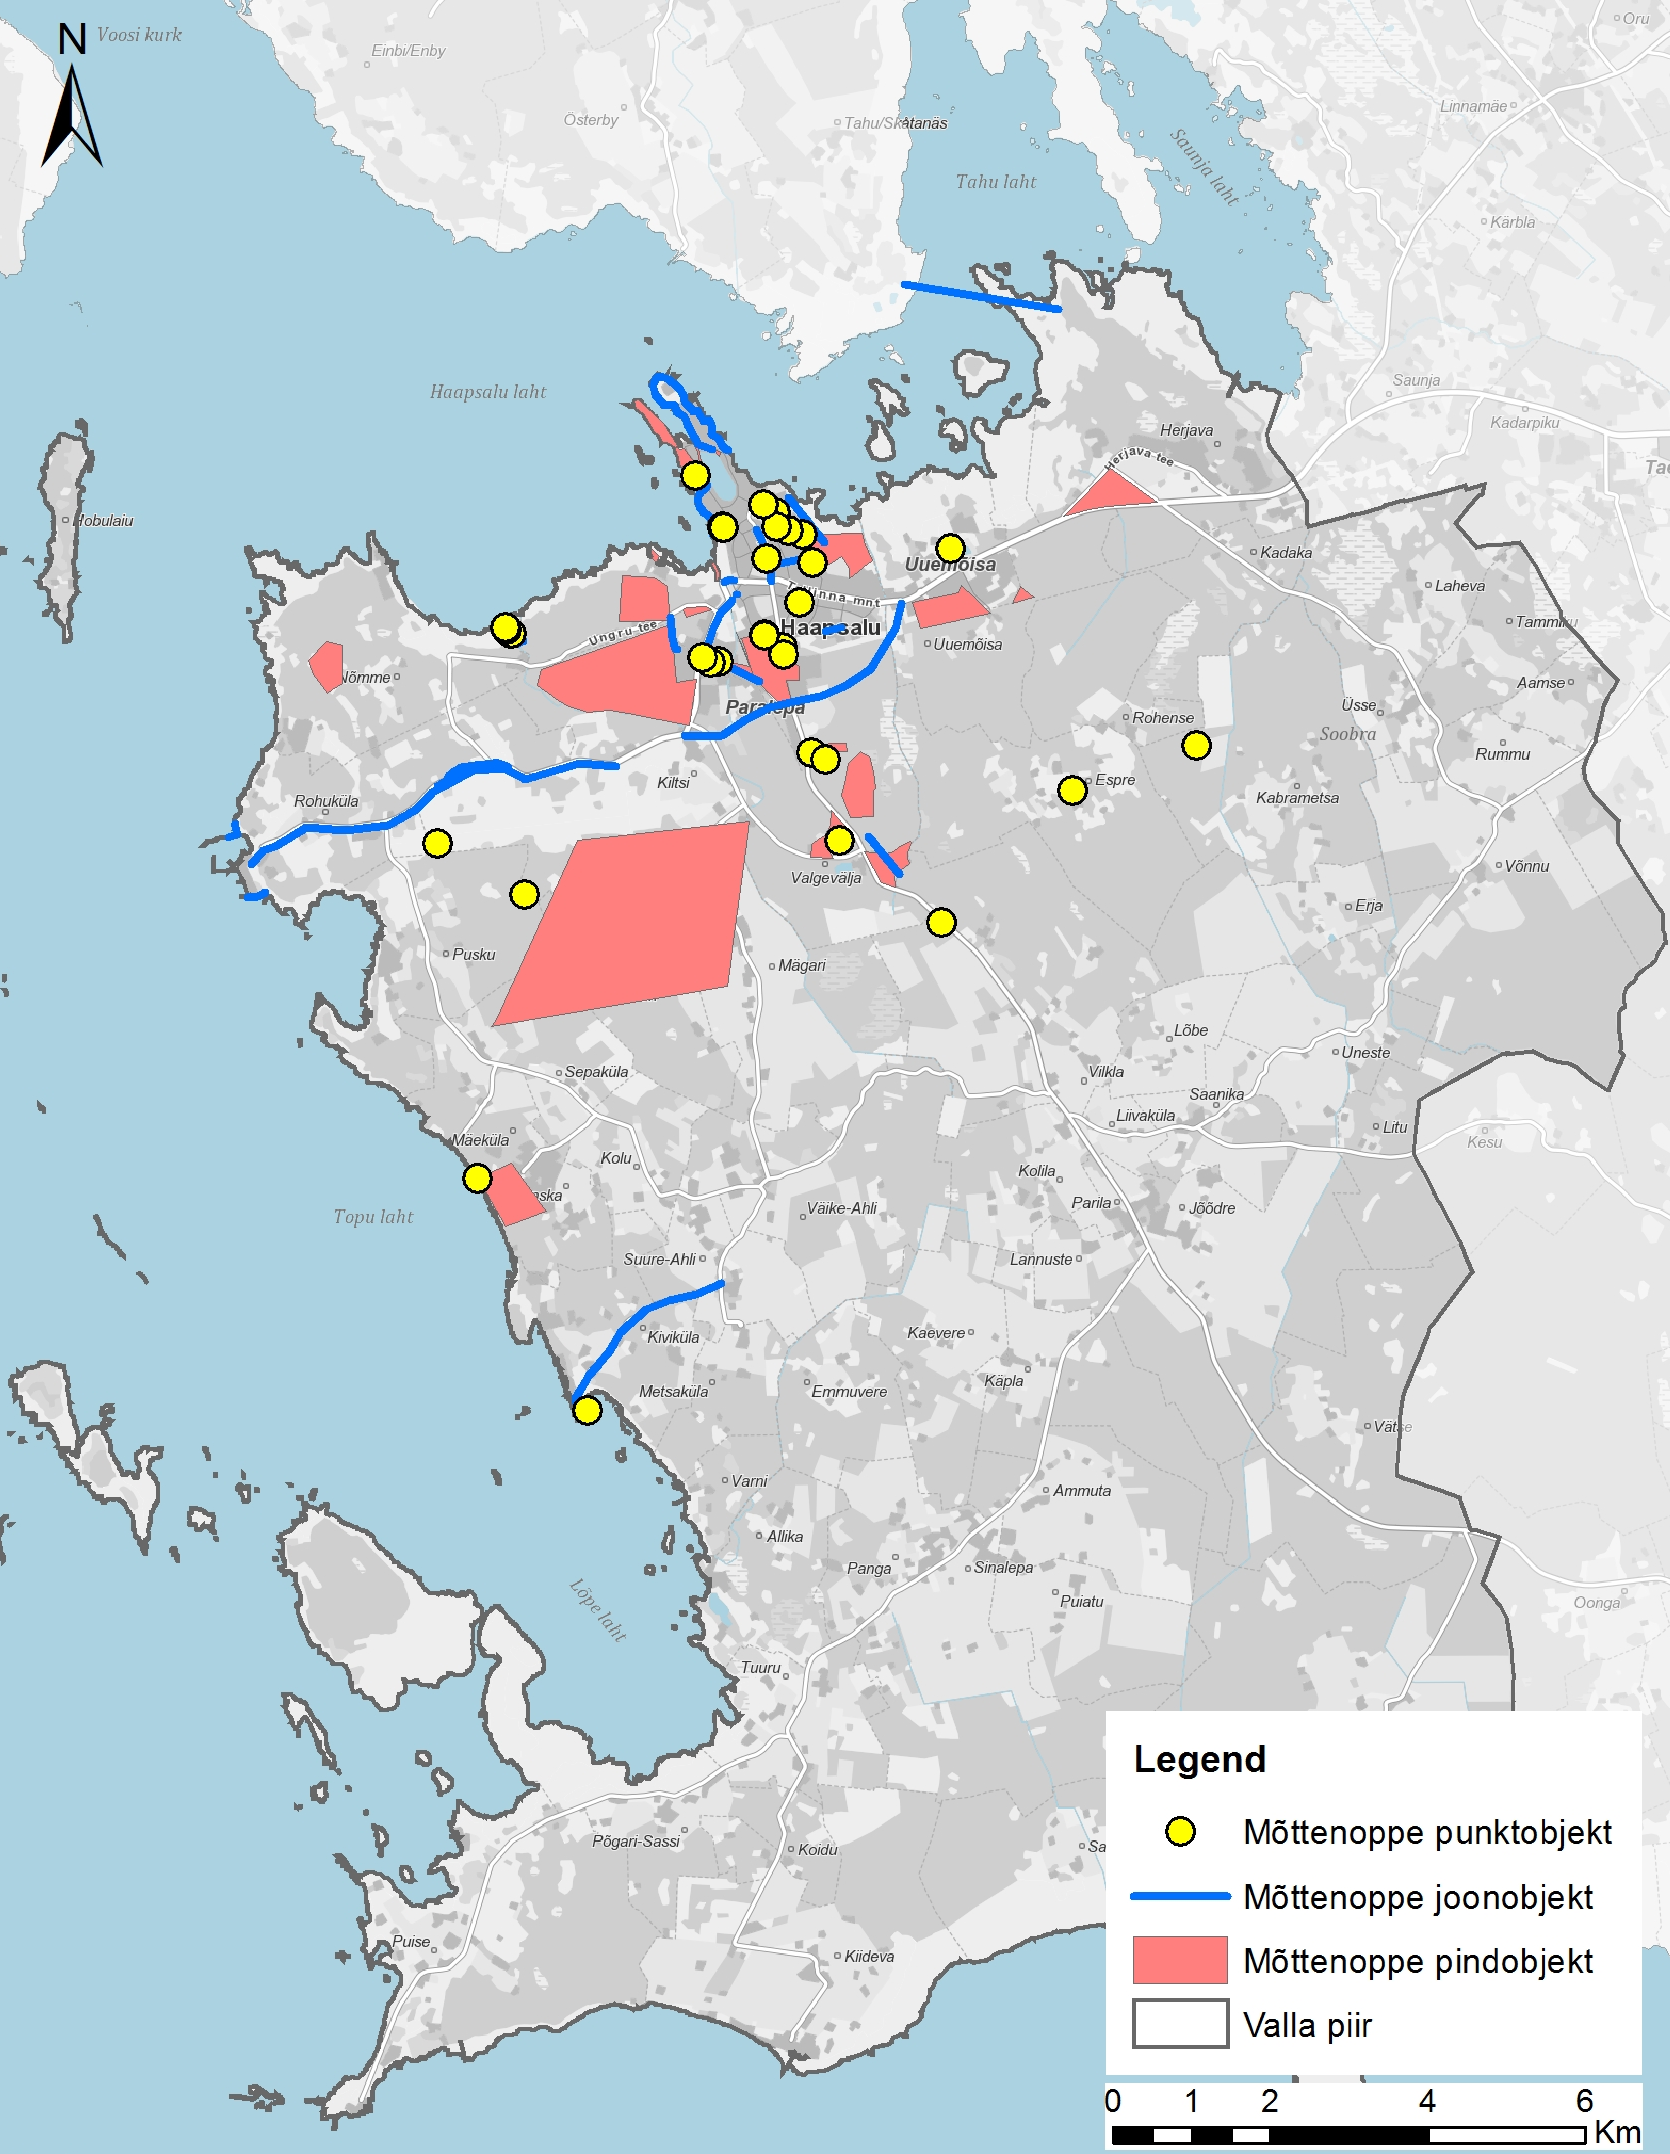 N
Voosi kurk
Oru
Einbi/Enby
Linnamäe
Österby
Saunja laht
Tahu laht
Kärbla
Saunja
Haapsalu laht
Kadarpiku
Herjava
Herjava tee
Hobulaiu
Kadaka
Uuemõisa
Laheva
Tallinna mnt
Tammiku
Haapsalu
Ungru tee
Uuemõisa
Nõmme
Aamse
Paralepa
Üsse
Rohense
Soobra
Rummu
Kiltsi
Espre
Rohuküla
Kabrametsa
Valgevälja
Võnnu
Erja
Pusku
Mägari
Lõbe
Uneste
Sepaküla
Vilkla
Saanika
Liivaküla
Litu
Mäeküla
Kesu
Kolu
Kolila
Parila
Väike-Ahli
Jõõdre
Topu laht
Suure-Ahli
Lannuste
Kiviküla
Kaevere
Käpla
Metsaküla
Emmuvere
Vätse
Varni
Ammuta
Allika
Panga
Sinalepa
Puiatu
Oonga
Lõpe laht
Tuuru
Põgari-Sassi
Koidu
Puise
Kiideva
Legend
Mõttenoppe punktobjekt
Mõttenoppe joonobjekt
Mõttenoppe pindobjekt
Valla piir
0 1 2 4 6
Km